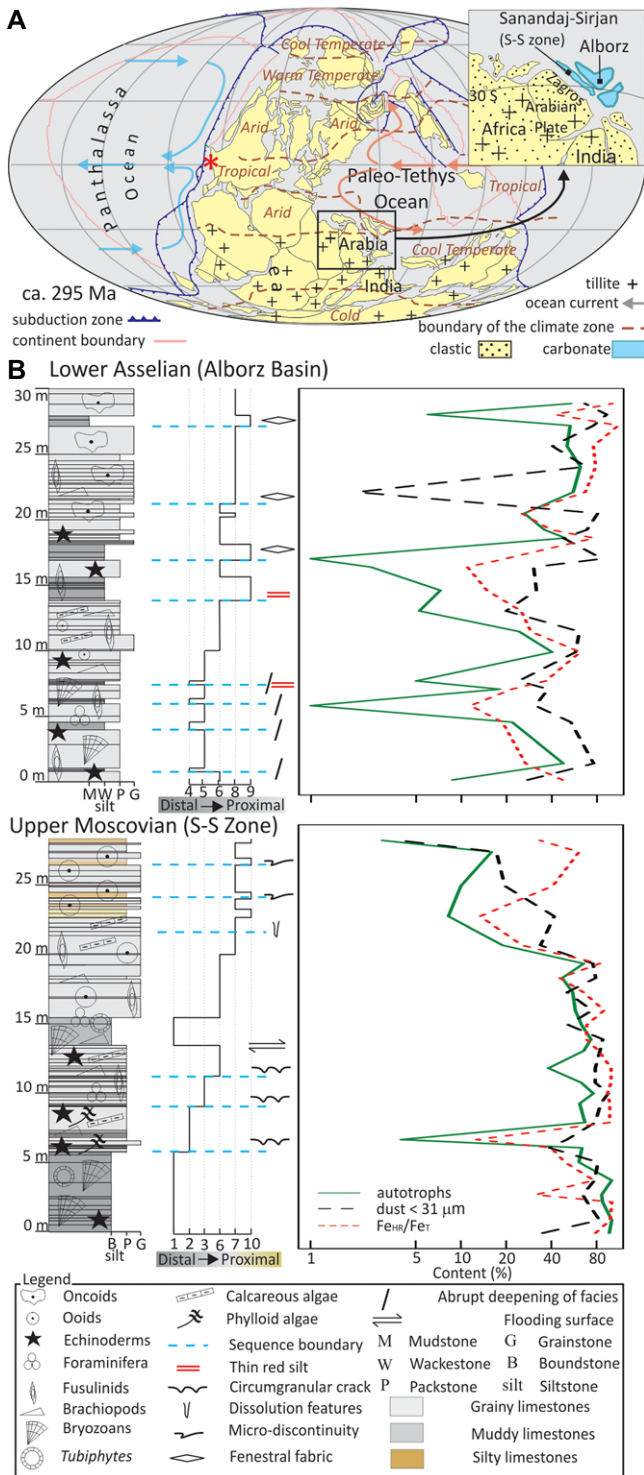 A
Sanandaj-Sirjan
(S-S zone)
Alborz
Zagros
30°S
Arabian
Plate
Africa
India
Cool Temperate
Warm Temperate
Arid
Arid
Panthalassa
Ocean
Tropical
Paleo-Tethys
Ocean
Tropical
Arid
Arabia
Cool Temperate
ea
India
Cold
ca. 295 Ma
subduction zone
continent boundary
tillite
ocean current
boundary of the climate zone
clastic
carbonate
B
Lower Asselian (Alborz Basin)
30 m
25 m
20 m
15 m
10 m
5 m
0 m
M W P G
silt
4 5 6 7 8 9
Distal Proximal
Upper Moscovian (S-S Zone)
25 m
20 m
15 m
10 m
5 m
0 m
B P G
silt
1 2 3 4 6 7 10
Distal Proximal
autotrophs
dust < 31 μm
FeHR/FeT
1 5 10 20 40 80
Content (%)
Legend
Oncoids
Ooids
Echinoderms
Foraminifera
Fusulinids
Brachiopods
Bryozoans
Tubiphytes
Calcareous algae
Phylloid algae
Sequence boundary
Thin red silt
Circumgranular crack
Dissolution features
Micro-discontinuity
Fenestral fabric
Abrupt deepening of facies
Flooding surface
M Mudstone G Grainstone
W Wackestone B Boundstone
P Packstone silt Siltstone
Grainy limestones
Muddy limestones
Silty limestones